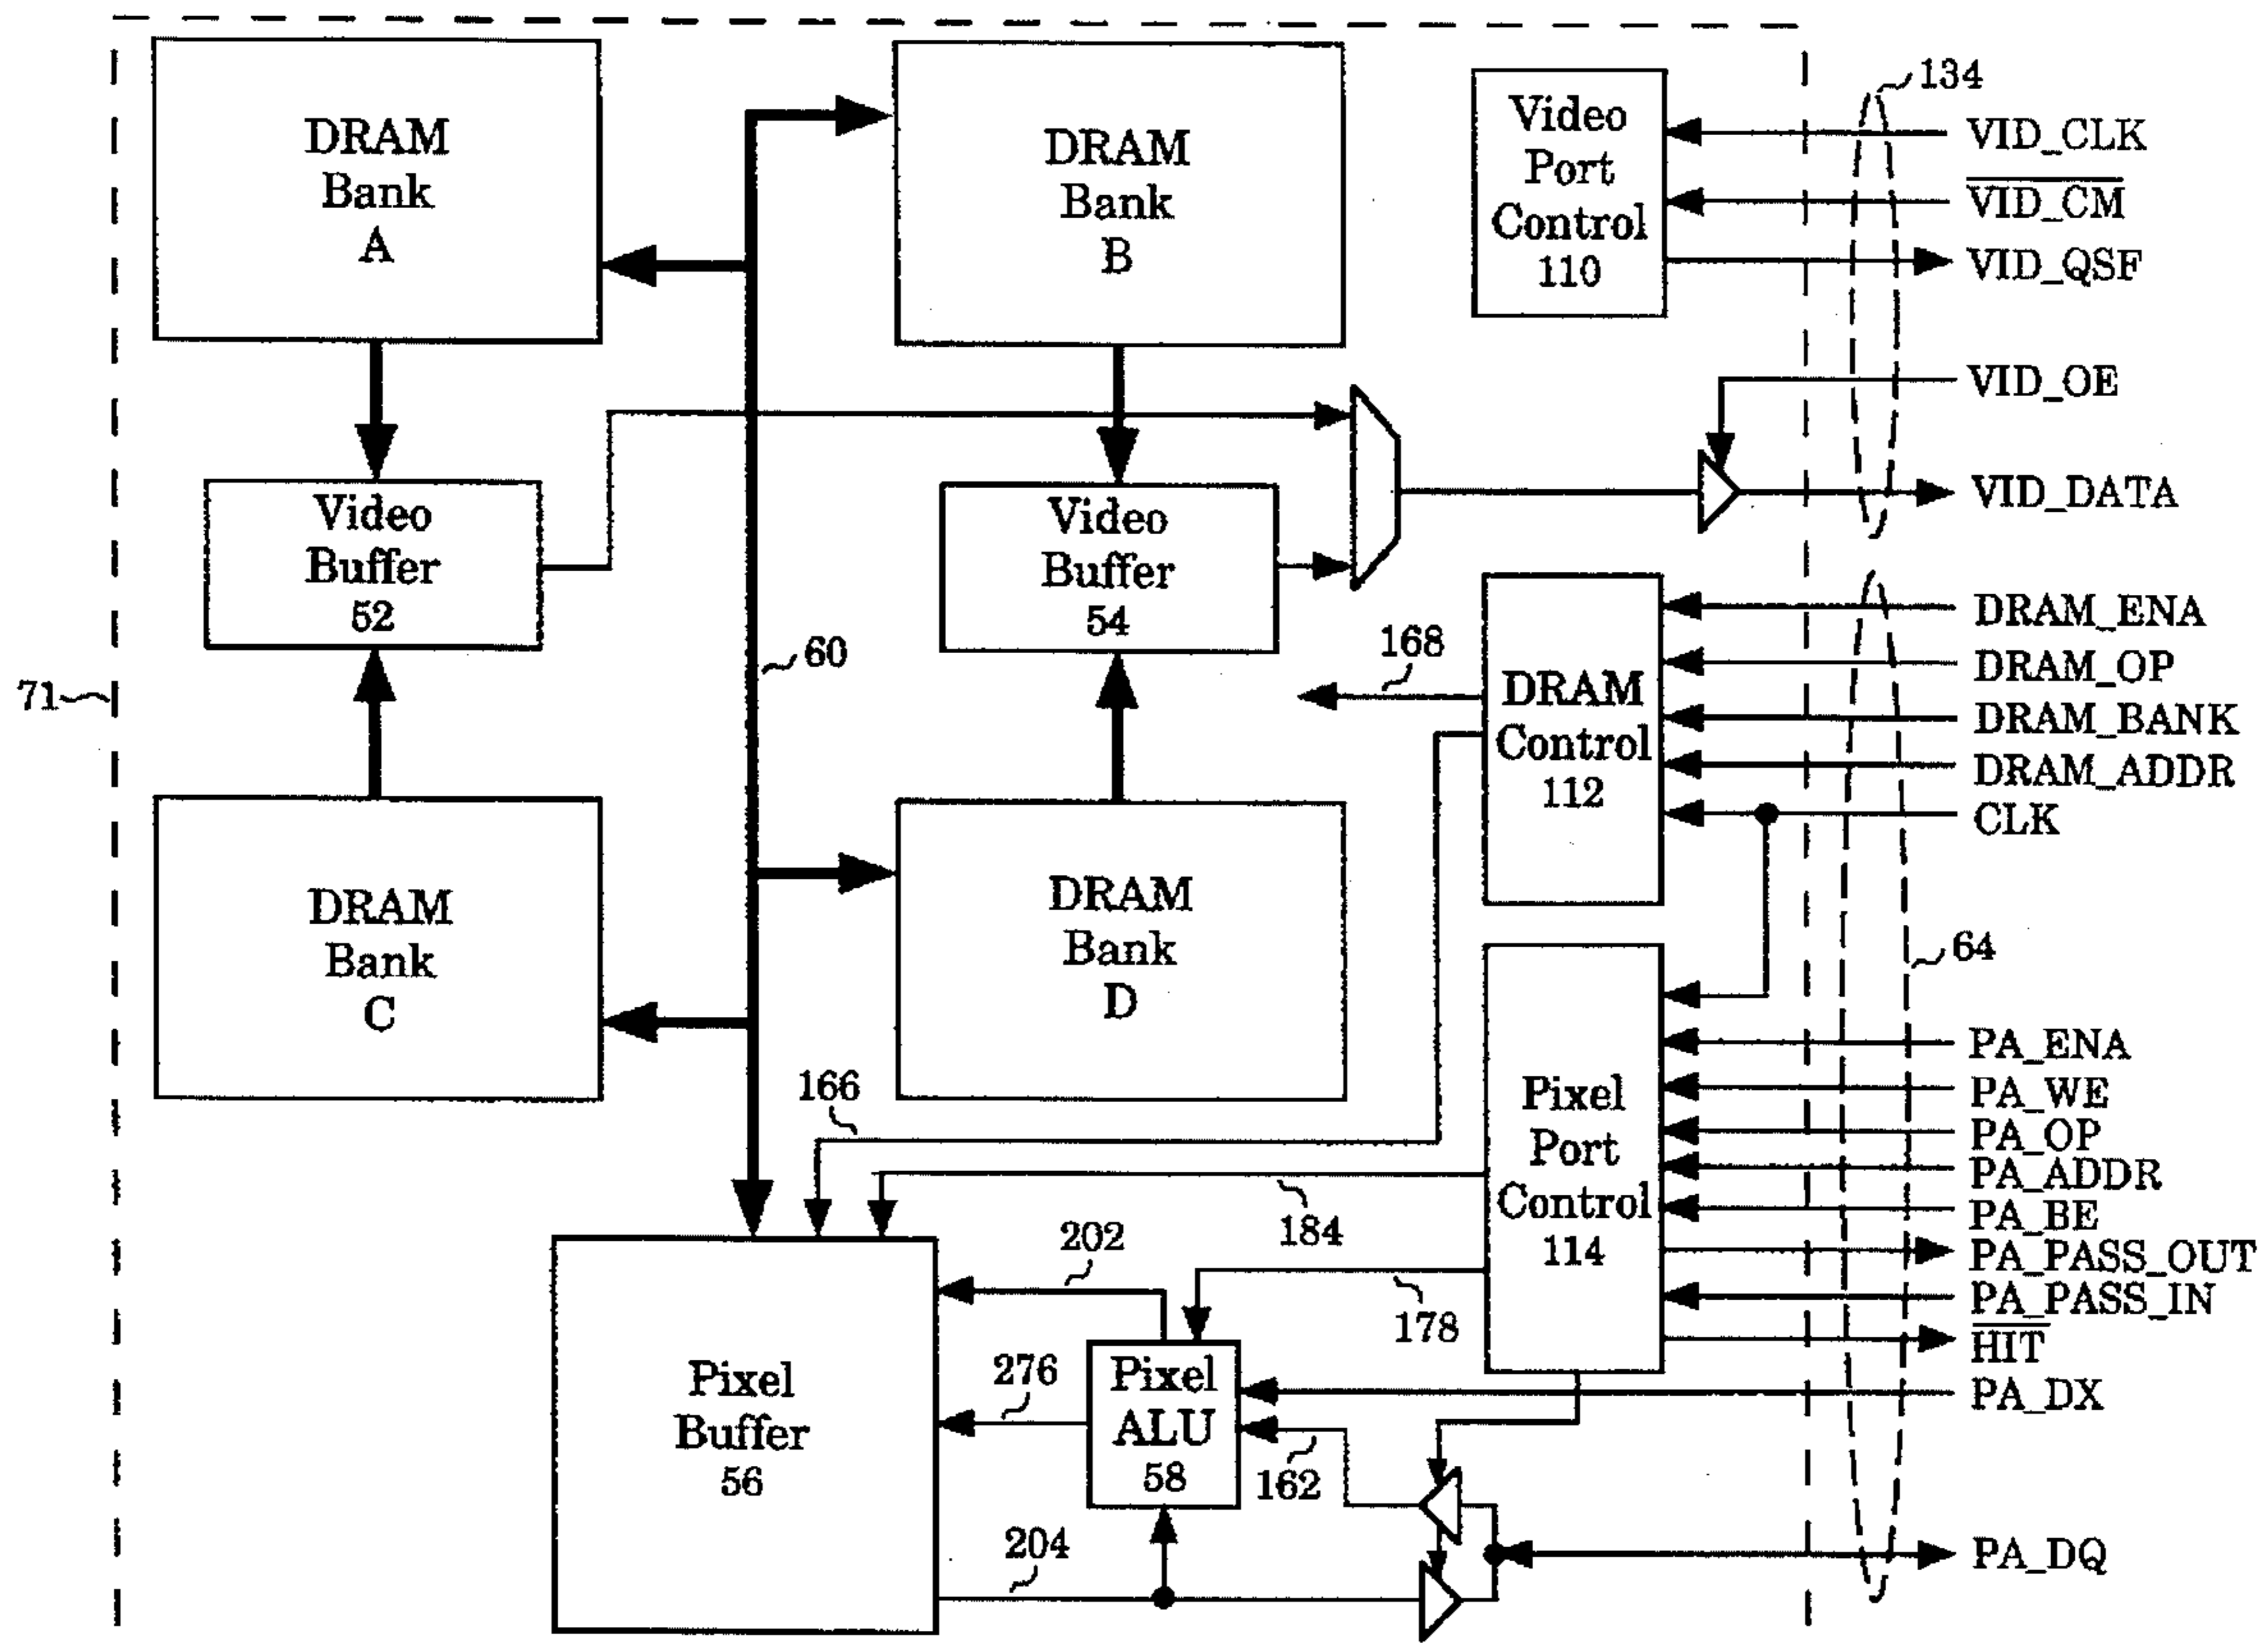 DRAM
Bank
A
DRAM
Bank
B
Video
Port
Control
110
134
VID_CLK
VID_CM
VID_QSF
VID_OE
VID_DATA
Video
Buffer
52
Video
Buffer
54
60
71
168
DRAM
Control
112
DRAM_ENA
DRAM_OP
DRAM_BANK
DRAM_ADDR
CLK
DRAM
Bank
C
DRAM
Bank
D
64
166
184
Pixel
Port
Control
114
PA_ENA
PA_WE
PA_OP
PA_ADDR
PA_BE
PA_PASS_OUT
PA_PASS_IN
HIT
PA_DX
PA_DQ
202
178
276
Pixel
Buffer
56
Pixel
ALU
58
162
204